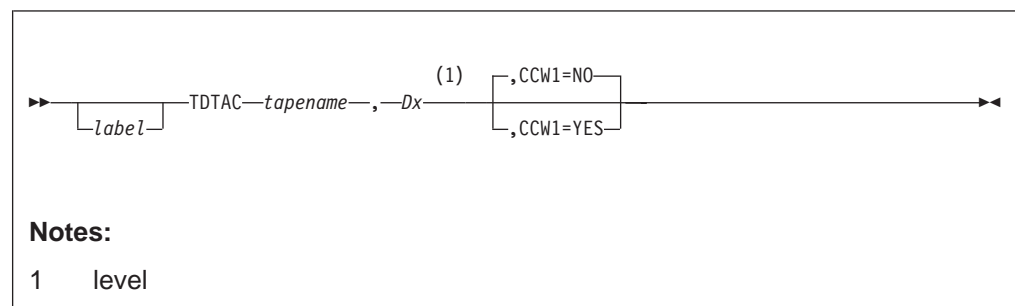 (1) ,CCW1=NO
TDTAC tapename , Dx
label ,CCW1=YES
Notes:
1 level